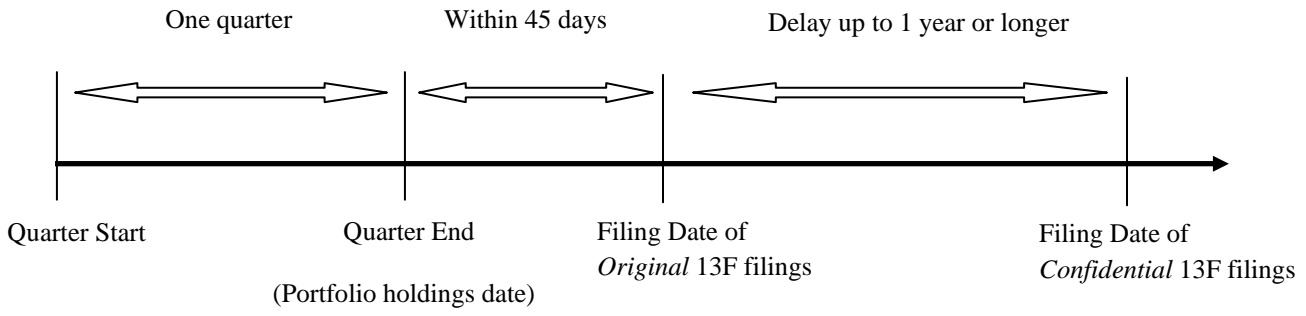 One quarter
Within 45 days
Delay up to 1 year or longer
Quarter Start
Quarter End
(Portfolio holdings date)
Filing Date of
Original 13F filings
Filing Date of
Confidential 13F filings